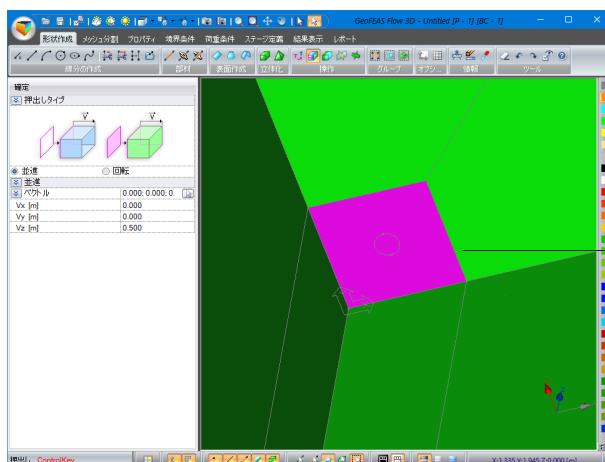 GeoFEAS Flow 3D - Untitled [P - 1] [BC - 1]
形状作成 メッシュ分割 プロパティ 境界条件 荷重条件 ステージ定義 結果表示 レポート
線分の作成 部材 表面作成 立体化 操作 グループ オプシ... 情報 ツール
確定
押出しタイプ
V V
並進 回転
並進
ベクトル 0.000; 0.000; 0.
Vx [m] 0.000
Vy [m] 0.000
Vz [m] 0.500
押出し ControlKey X:1.335 Y:1.945 Z:0.000 [m]